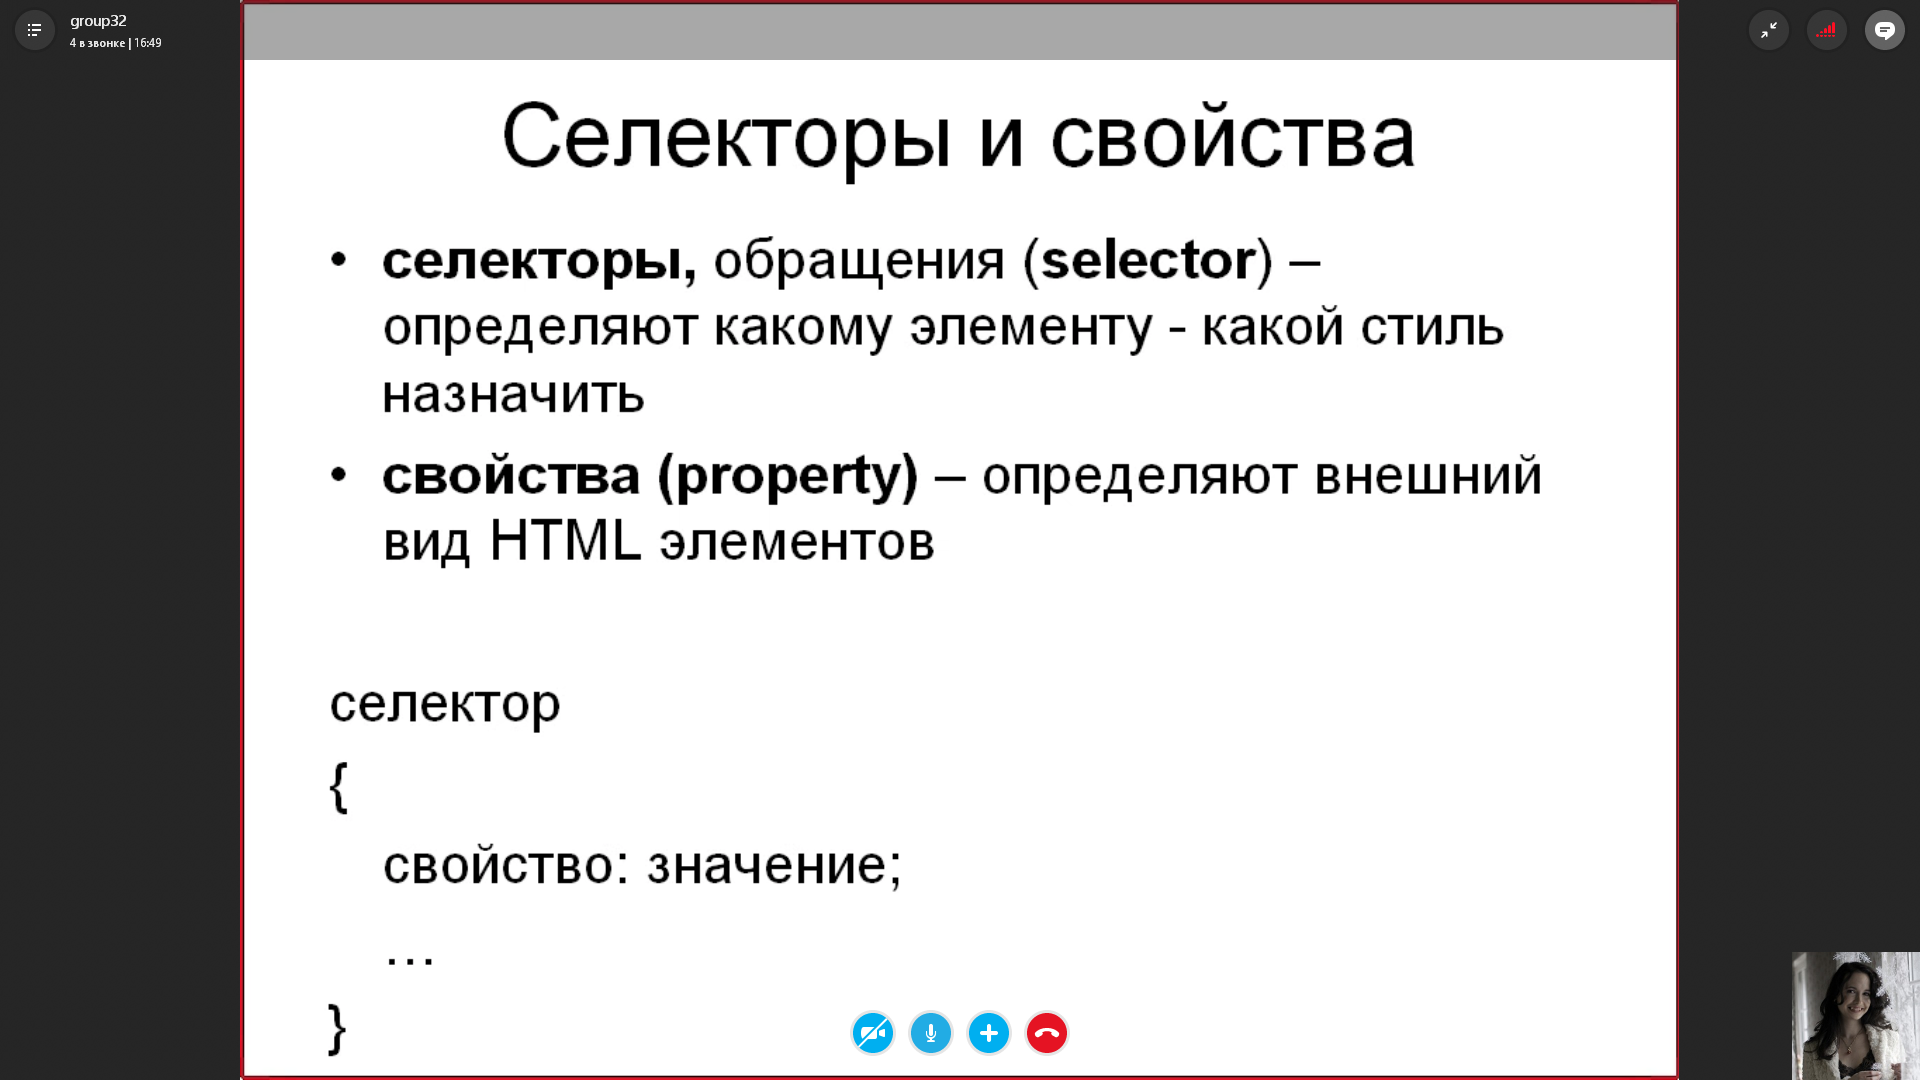 group32
4 в звонке | 16:49
Селекторы и свойства
• селекторы, обращения (selector) –
определяют какому элементу - какой стиль
назначить
• свойства (property) – определяют внешний
вид HTML элементов
селектор
{
свойство: значение;
…
}